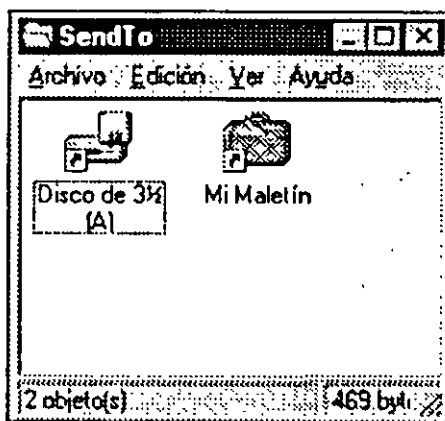 SendTo
Archivo Edición Ver Ayuda
Disco de 3½ Mi Maletín
(A)
2 objeto(s) 469 byt